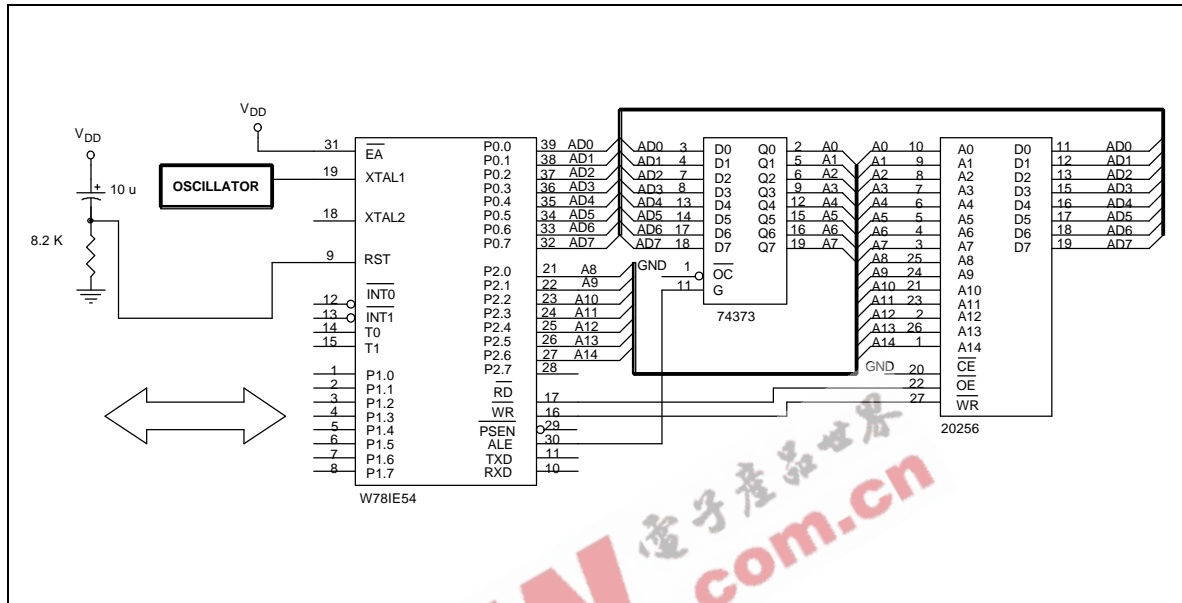 VDD
VDD
10 u
8.2 K
OSCILLATOR
31 EA
19 XTAL1
18 XTAL2
9 RST
12 INT0
13 INT1
14 T0
15 T1
1 P1.0
2 P1.1
3 P1.2
4 P1.3
5 P1.4
6 P1.5
7 P1.6
8 P1.7
P0.0 39 AD0
P0.1 38 AD1
P0.2 37 AD2
P0.3 36 AD3
P0.4 35 AD4
P0.5 34 AD5
P0.6 33 AD6
P0.7 32 AD7
P2.0 21 A8
P2.1 22 A9
P2.2 23 A10
P2.3 24 A11
P2.4 25 A12
P2.5 26 A13
P2.6 27 A14
P2.7 28
RD 17
WR 16
PSEN 29
ALE 30
TXD 11
RXD 10
W78IE54
AD0 3 D0 Q0 2 A0
AD1 4 D1 Q1 5 A1
AD2 7 D2 Q2 6 A2
AD3 8 D3 Q3 9 A3
AD4 13 D4 Q4 12 A4
AD5 14 D5 Q5 15 A5
AD6 17 D6 Q6 16 A6
AD7 18 D7 Q7 19 A7
GND 1 OC
11 G
74373
A0 10 A0 D0 11 AD0
A1 9 A1 D1 12 AD1
A2 8 A2 D2 13 AD2
A3 7 A3 D3 15 AD3
A4 6 A4 D4 16 AD4
A5 5 A5 D5 17 AD5
A6 4 A6 D6 18 AD6
A7 3 A7 D7 19 AD7
A8 25 A8
A9 24 A9
A10 21 A10
A11 23 A11
A12 2 A12
A13 26 A13
A14 1 A14
GND 20 CE
22 OE
27 WR
20256
電子產品世界
.com.cn